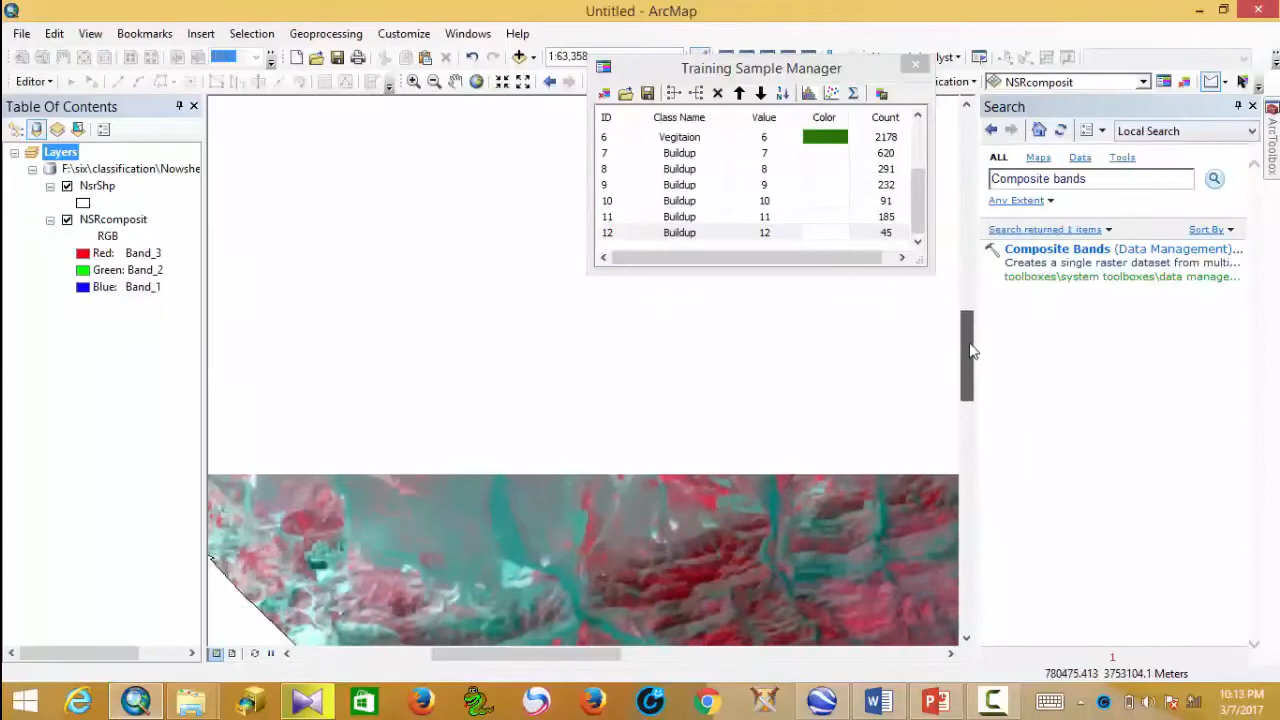 Untitled - ArcMap
File Edit View Bookmarks Insert Selection Geoprocessing Customize Windows Help
1:63,358
Editor
NSRcomposit
Table Of Contents
Layers
F:\six\classification\Nowshe
NsrShp
NSRcomposit
RGB
Red: Band_3
Green: Band_2
Blue: Band_1
Training Sample Manager
ID Class Name Value Color Count
6 Vegitaion 6 2178
7 Buildup 7 620
8 Buildup 8 291
9 Buildup 9 232
10 Buildup 10 91
11 Buildup 11 185
12 Buildup 12 45
Search
Local Search
ALL Maps Data Tools
Composite bands
Any Extent
Search returned 1 items Sort By
Composite Bands (Data Management)...
Creates a single raster dataset from multi...
toolboxes\system toolboxes\data manage...
ArcToolbox
1
780475.413 3753104.1 Meters
10:13 PM
3/7/2017